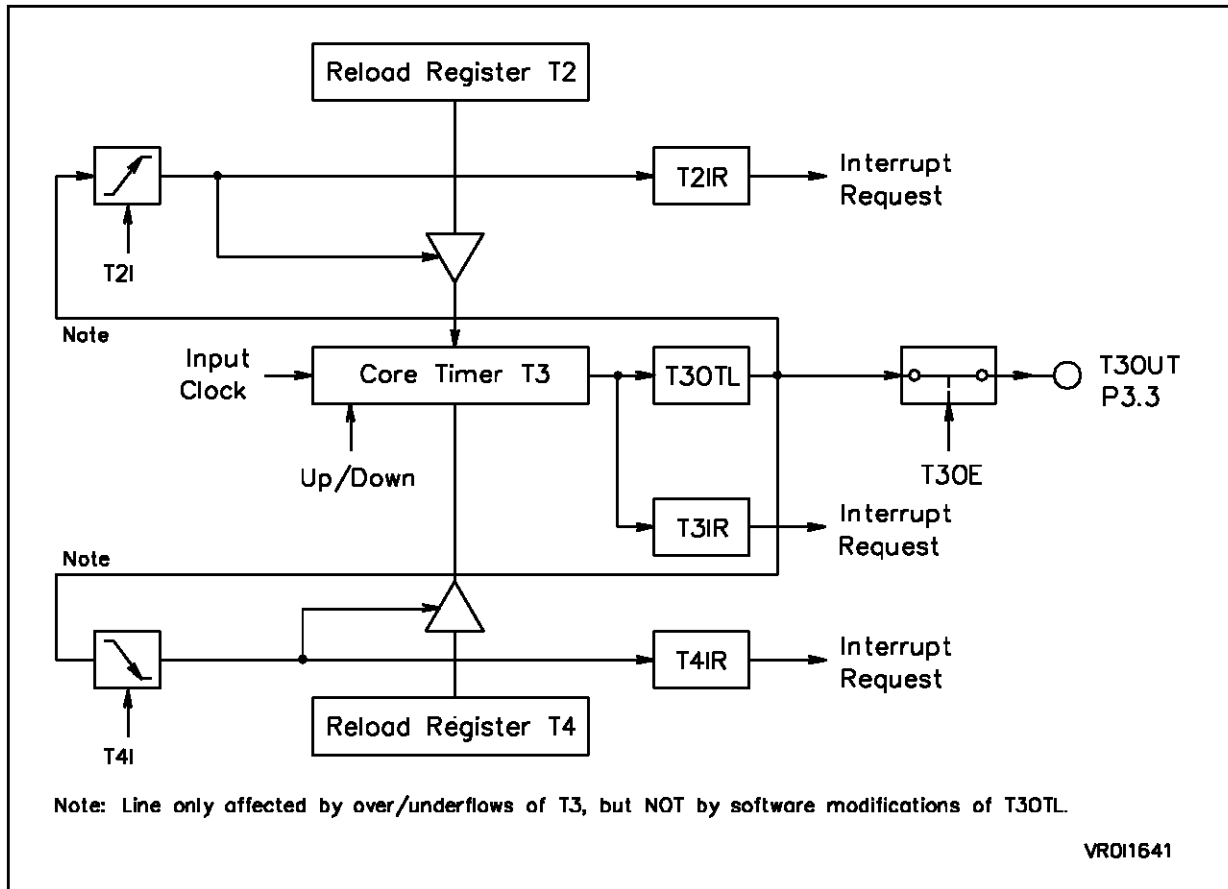 Reload Register T2
T2IR
Interrupt
Request
T2I
Note
Input
Clock
Core Timer T3
T3OTL
T3OUT
P3.3
Up/Down
T3OE
T3IR
Interrupt
Request
Note
T4IR
Interrupt
Request
Reload Register T4
T4I
Note: Line only affected by over/underflows of T3, but NOT by software modifications of T3OTL.
VR0I1641